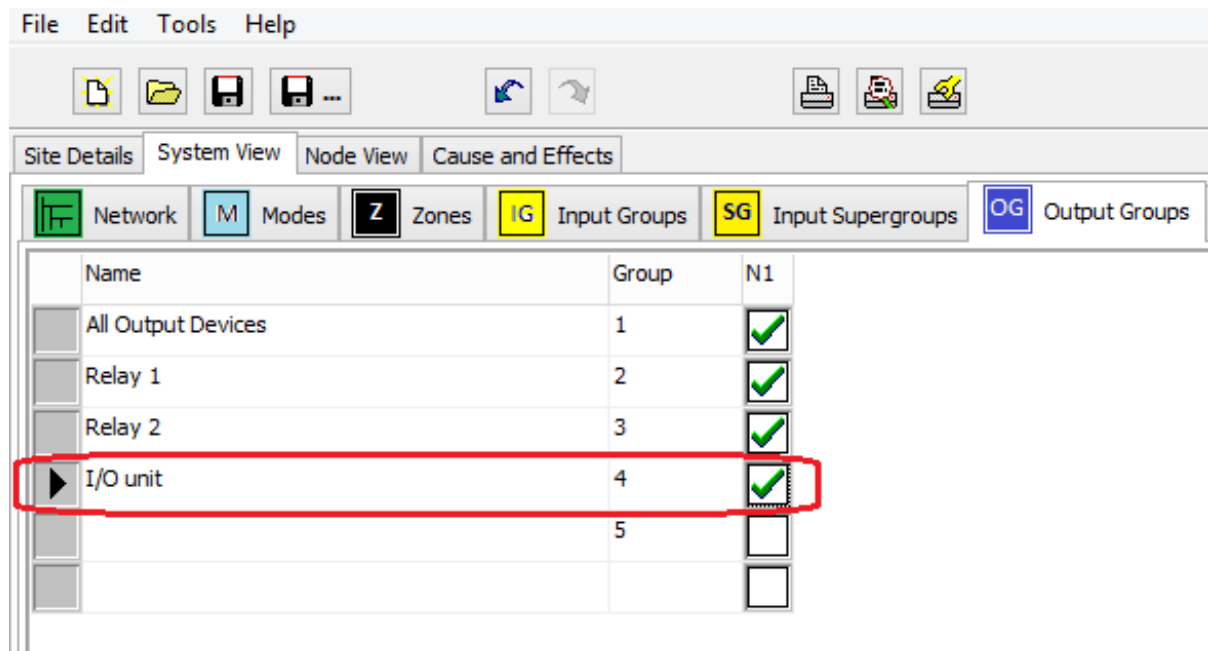 File Edit Tools Help
...
Site Details System View Node View Cause and Effects
Network M Modes Z Zones IG Input Groups SG Input Supergroups OG Output Groups
Name Group N1
All Output Devices 1
Relay 1 2
Relay 2 3
I/O unit 4
5